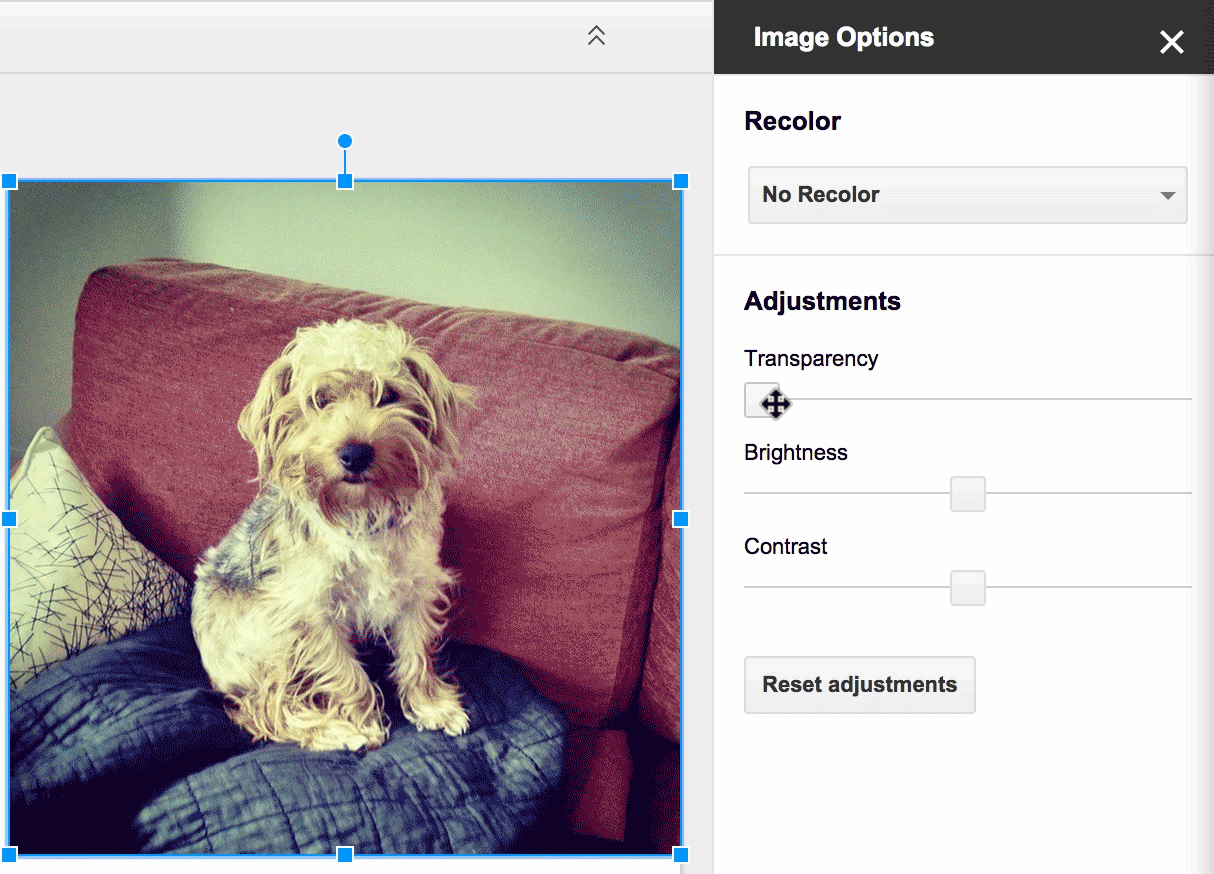 Image Options
Recolor
No Recolor
Adjustments
Transparency
Brightness
Contrast
Reset adjustments